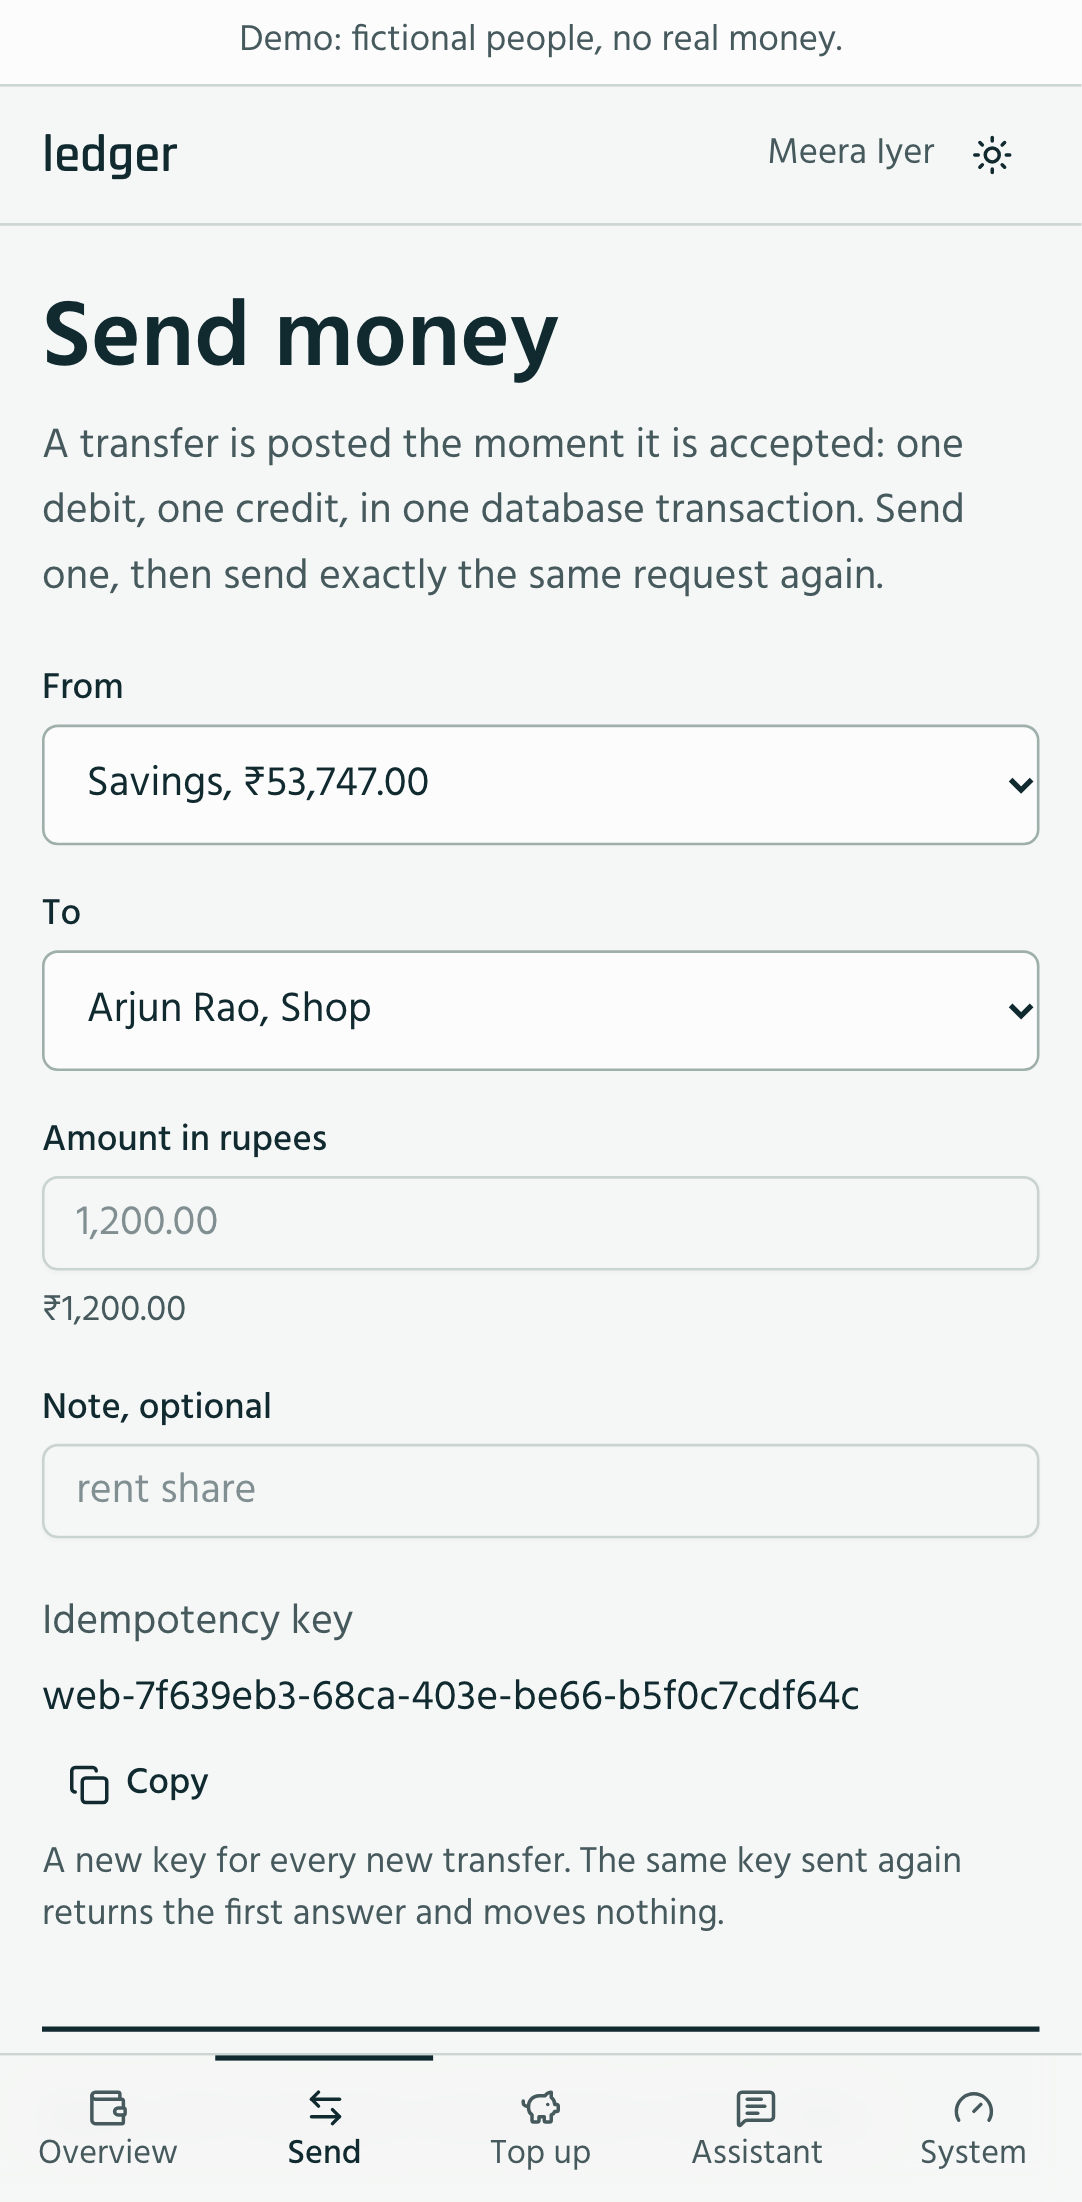 Demo: fictional people, no real money.
ledger
Meera Iyer
Send money
A transfer is posted the moment it is accepted: one
debit, one credit, in one database transaction. Send
one, then send exactly the same request again.
From
Savings, ₹53,747.00
To
Arjun Rao, Shop
Amount in rupees
1,200.00
₹1,200.00
Note, optional
rent share
Idempotency key
web-7f639eb3-68ca-403e-be66-b5f0c7cdf64c
Copy
A new key for every new transfer. The same key sent again
returns the first answer and moves nothing.
Overview
Send
Top up
Assistant
System